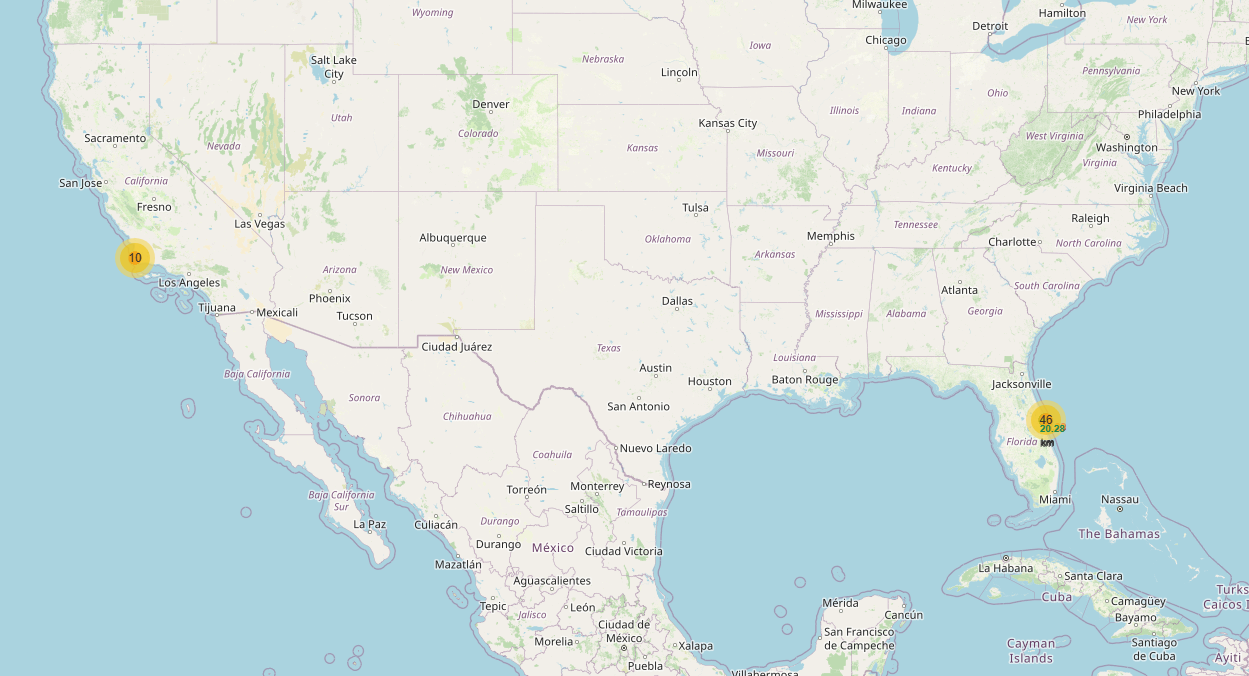 Wyoming
Milwaukee
Hamilton
New York
Detroit
Chicago
Iowa
Salt Lake
City
Nebraska
Lincoln
Pennsylvania
New York
Denver
Ohio
Illinois
Indiana
Philadelphia
Utah
Kansas City
Colorado
West Virginia
Washington
Sacramento
Nevada
Kansas
Missouri
Virginia
Kentucky
San Jose
California
Virginia Beach
Fresno
Tulsa
Las Vegas
Raleigh
Tennessee
Albuquerque
Oklahoma
Memphis
Charlotte
North Carolina
10
Arkansas
Arizona
New Mexico
Los Angeles
South Carolina
Phoenix
Dallas
Atlanta
Tijuana
Mexicali
Tucson
Mississippi
Alabama
Georgia
Ciudad Juárez
Texas
Louisiana
Baja California
Austin
Houston
Baton Rouge
Jacksonville
Sonora
San Antonio
Chihuahua
46
20.28
km
Florida
Nuevo Laredo
Coahuila
Monterrey
Reynosa
Torreón
Baja California
Sur
Saltillo
Tamaulipas
Miami
Nassau
La Paz
Culiacán
Durango
The Bahamas
Durango
México
Ciudad Victoria
Mazatlán
La Habana
Santa Clara
Aguascalientes
Cuba
Turks
Caicos I
Tepic
León
Mérida
Camagüey
Jalisco
Cancún
Bayamo
Ciudad de
México
San Francisco
de Campeche
Morelia
Xalapa
Cayman
Islands
Santiago
de Cuba
Puebla
Ayiti
Villahermosa